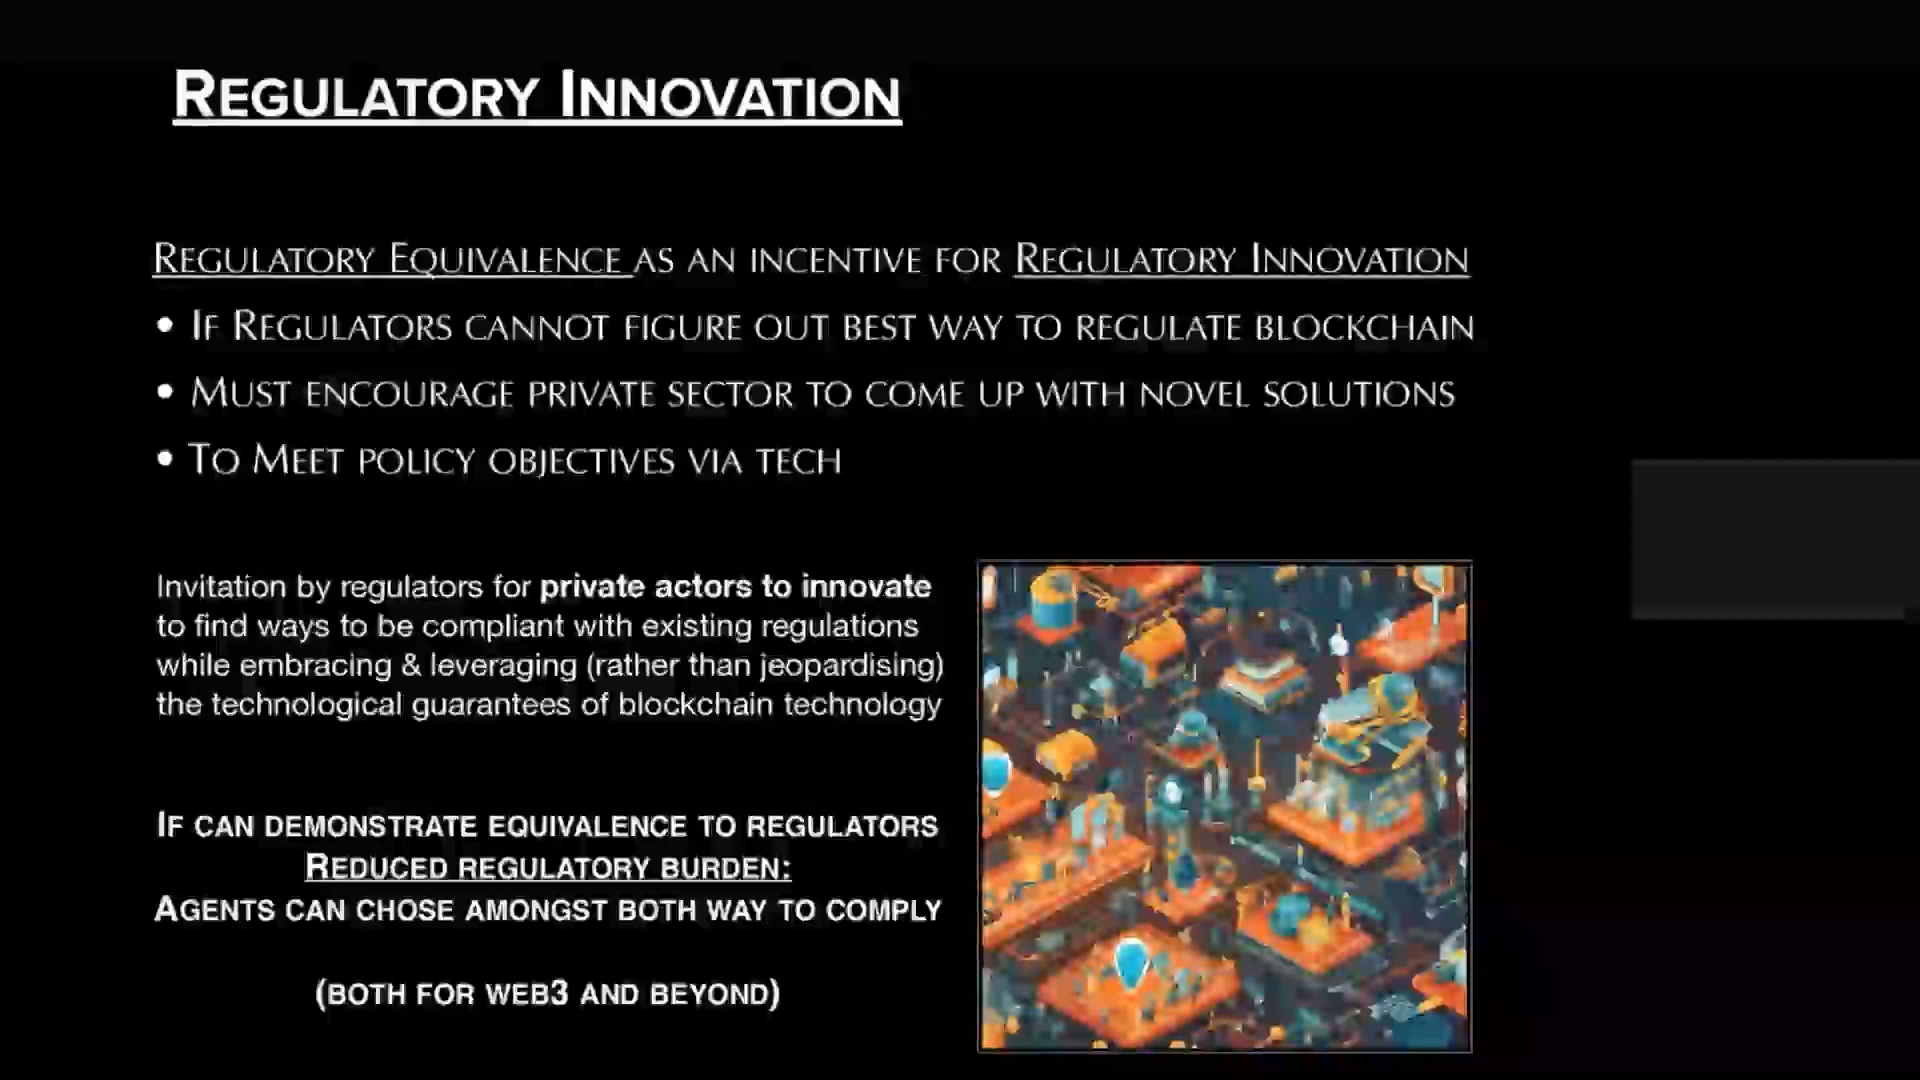 REGULATORY INNOVATION
REGULATORY EQUIVALENCE AS AN INCENTIVE FOR REGULATORY INNOVATION
• IF REGULATORS CANNOT FIGURE OUT BEST WAY TO REGULATE BLOCKCHAIN
• MUST ENCOURAGE PRIVATE SECTOR TO COME UP WITH NOVEL SOLUTIONS
• TO MEET POLICY OBJECTIVES VIA TECH
Invitation by regulators for private actors to innovate
to find ways to be compliant with existing regulations
while embracing & leveraging (rather than jeopardising)
the technological guarantees of blockchain technology
IF CAN DEMONSTRATE EQUIVALENCE TO REGULATORS
REDUCED REGULATORY BURDEN:
AGENTS CAN CHOSE AMONGST BOTH WAY TO COMPLY
(BOTH FOR WEB3 AND BEYOND)